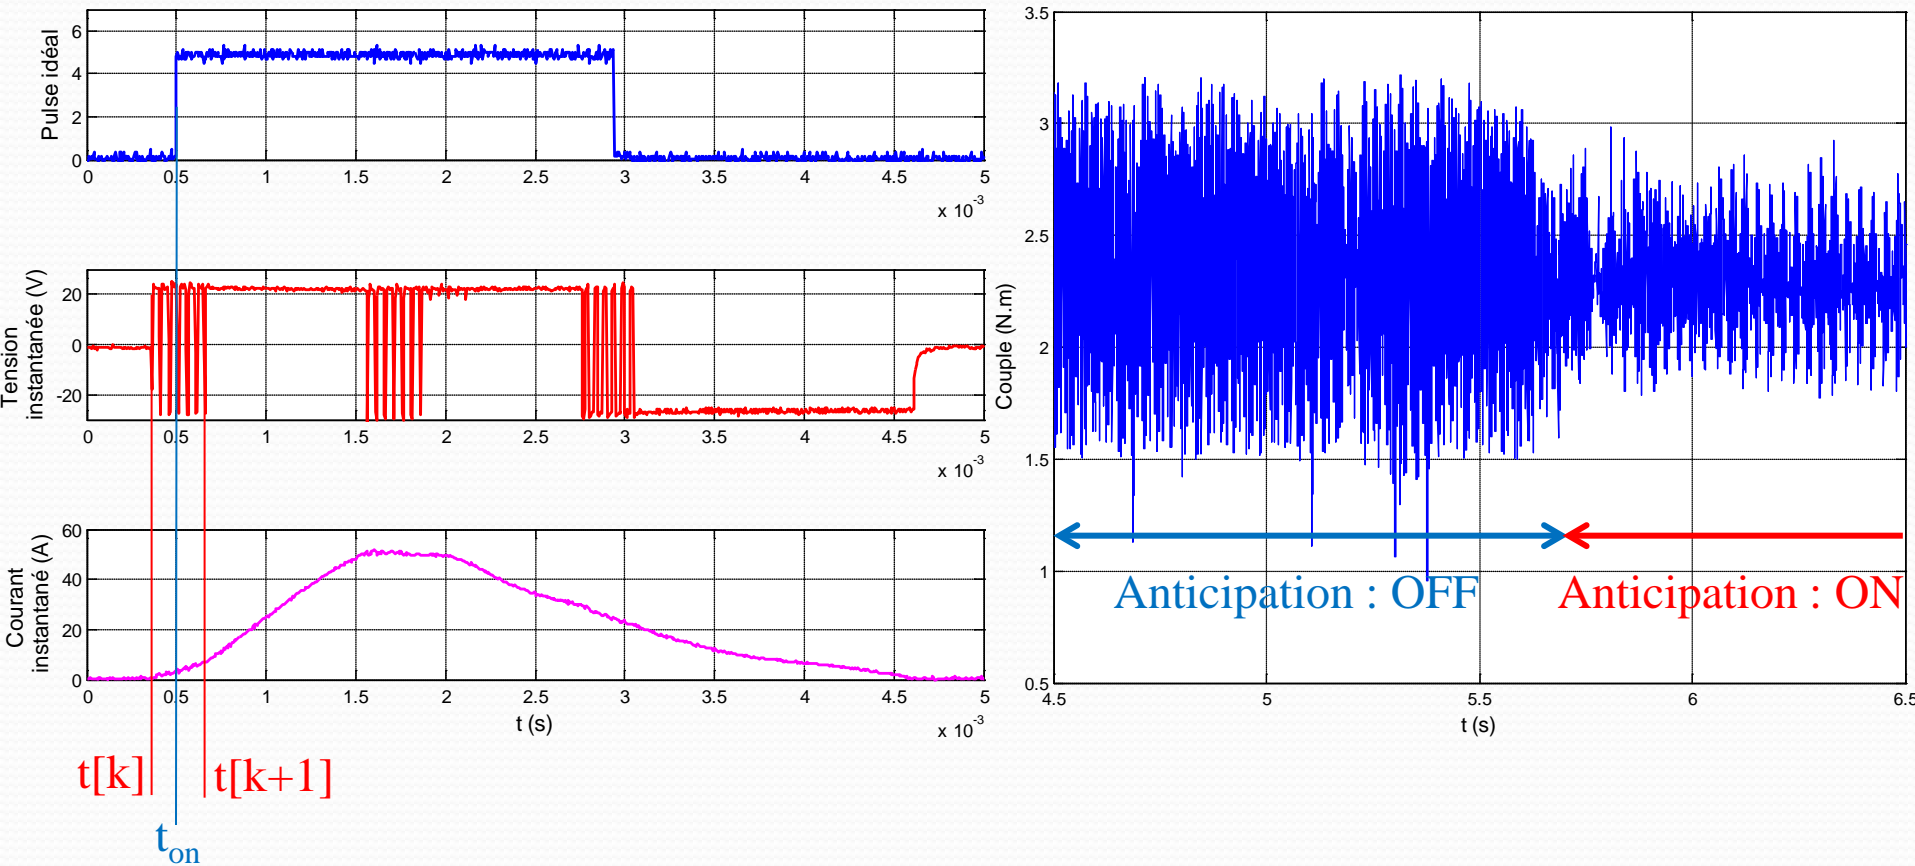 Pulse idéal
6
4
2
0
0 0.5 1 1.5 2 2.5 3 3.5 4 4.5 5
x 10-3
Tension
instantanée (V)
20
0
-20
0 0.5 1 1.5 2 2.5 3 3.5 4 4.5 5
x 10-3
Courant
instantané (A)
60
40
20
0
0 0.5 1 1.5 2 2.5 3 3.5 4 4.5 5
t (s)
x 10-3
t[k] t[k+1]
ton
Couple (N.m)
3.5
3
2.5
2
1.5
1
0.5
Anticipation : OFF Anticipation : ON
4.5 5 5.5 6 6.5
t (s)